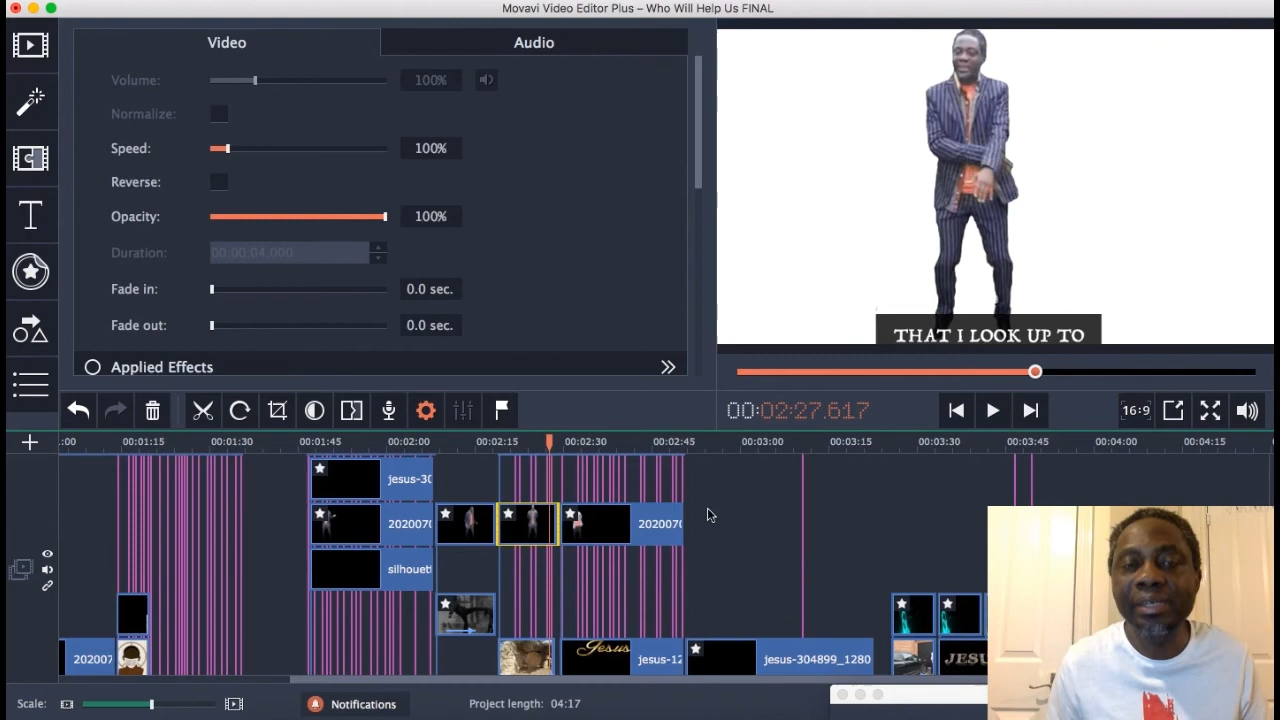 Movavi Video Editor Plus – Who Will Help Us FINAL
Video
Audio
Volume:
100%
Normalize:
Speed:
100%
Reverse:
Opacity:
100%
Duration:
00:00:04.000
Fade in:
0.0 sec.
Fade out:
0.0 sec.
Applied Effects
THAT I LOOK UP TO
00:02:27.617
16:9
:00
00:01:15
00:01:30
00:01:45
00:02:00
00:02:15
00:02:30
00:02:45
00:03:00
00:03:15
00:03:30
00:03:45
00:04:00
00:04:15
jesus-30
202007
202007
silhouett
202007
Jesus
jesus-12
jesus-304899_1280
JESU
Scale:
Notifications
Project length:
04:17